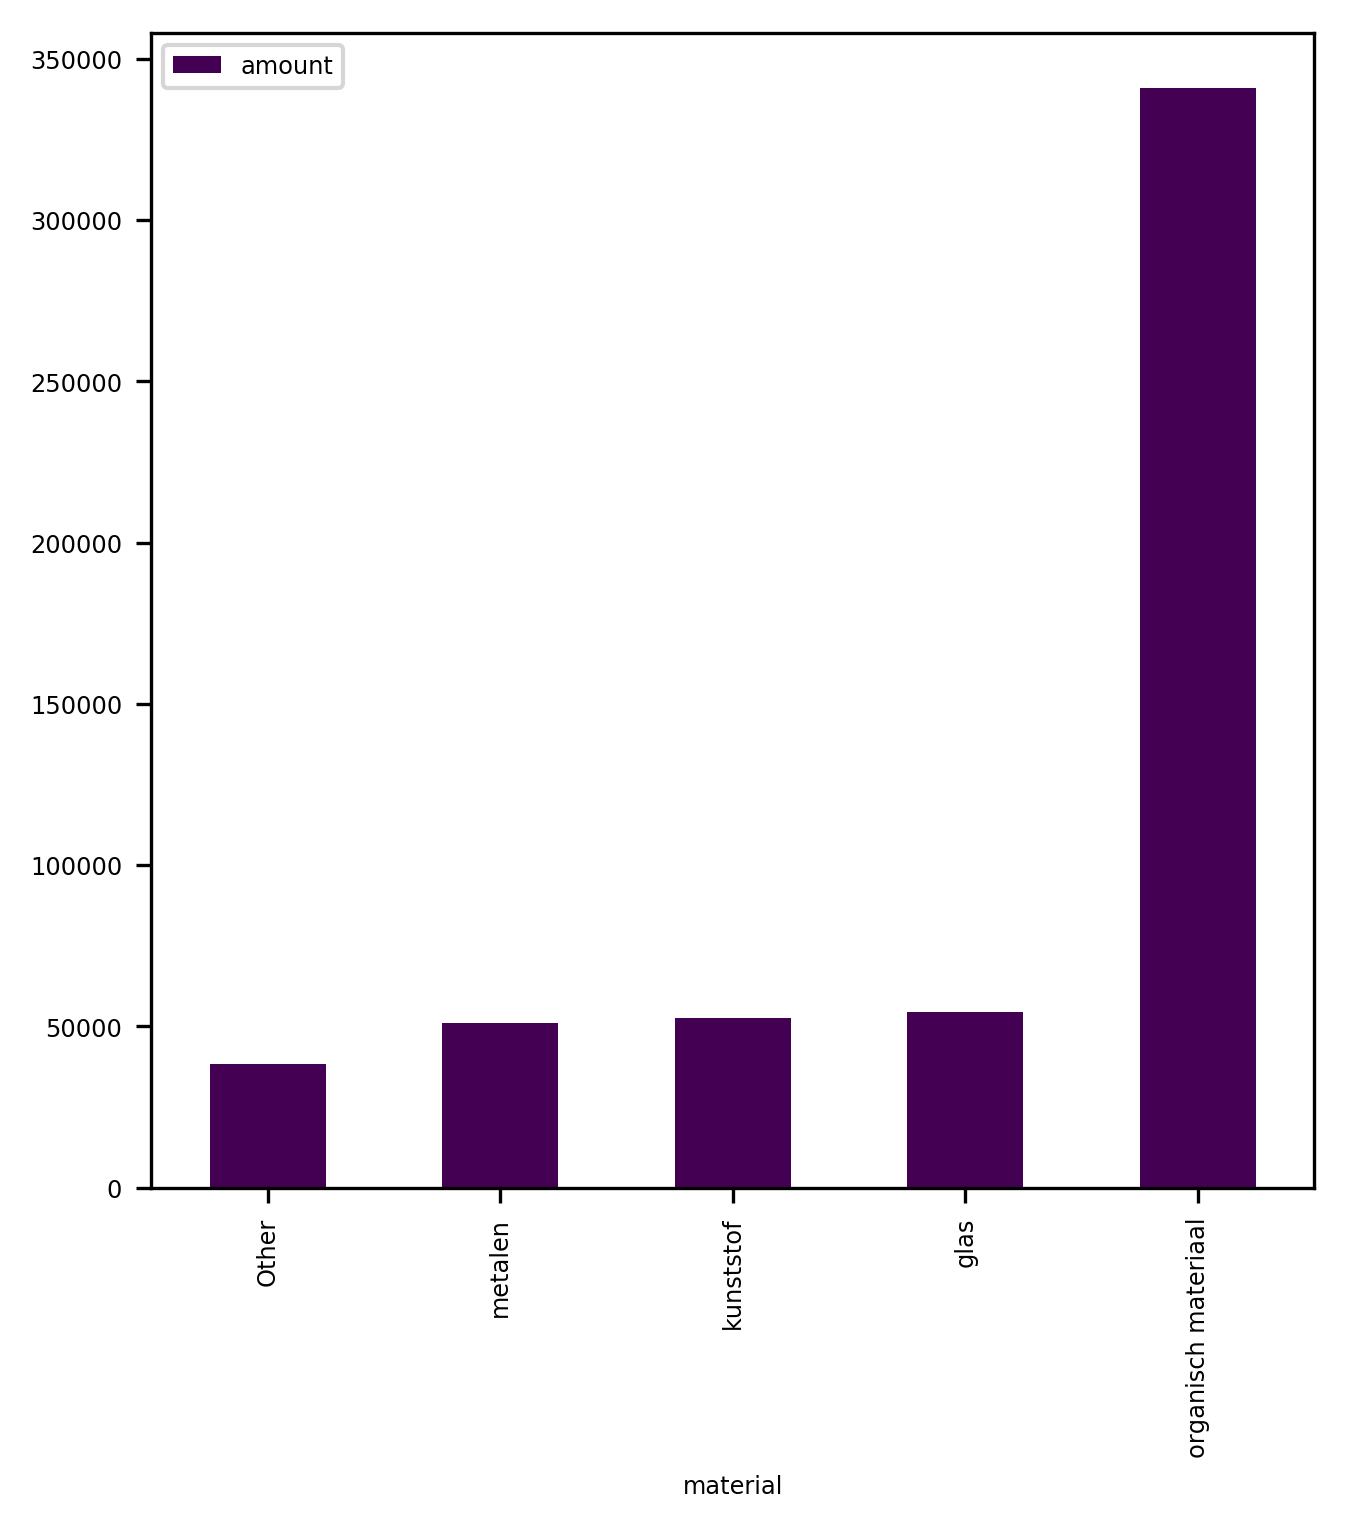 amount
350000
300000
250000
200000
150000
100000
50000
0
Other
metalen
kunststof
glas
organisch materiaal
material